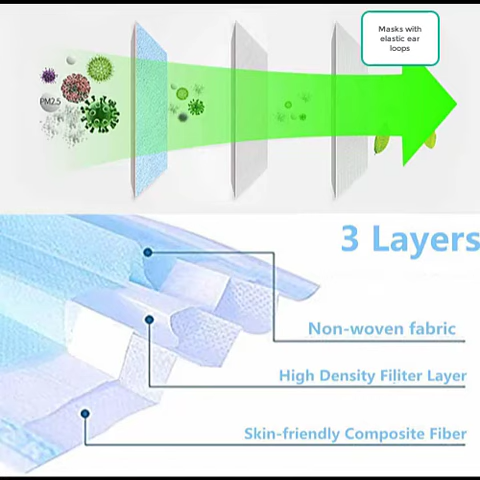 Masks with
elastic ear
loops
PM2.5
3 Layers
Non-woven fabric
High Density Filiter Layer
Skin-friendly Composite Fiber